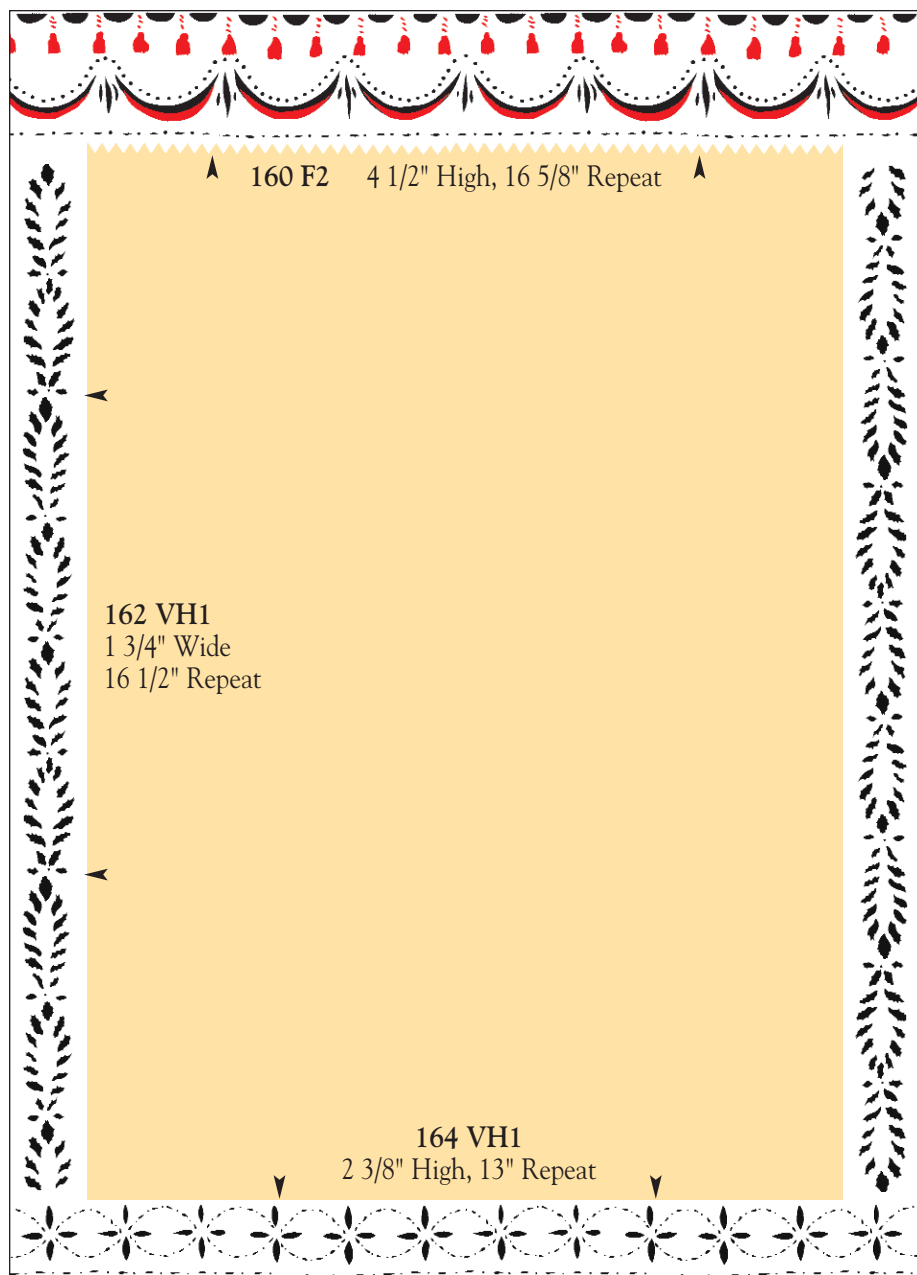 160 F2 4 1/2" High, 16 5/8" Repeat
162 VH1
1 3/4" Wide
16 1/2" Repeat
164 VH1
2 3/8" High, 13" Repeat